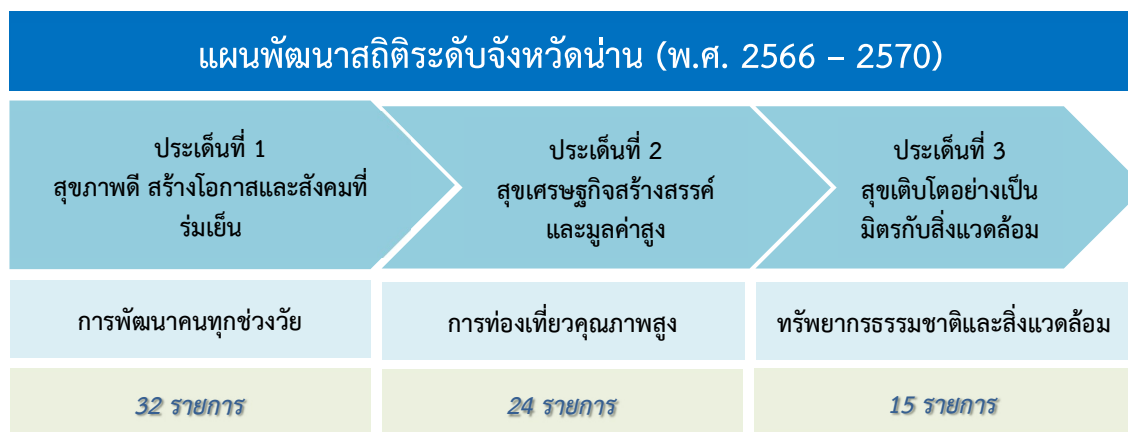 แผนพัฒนาสถิติระดับจังหวัดน่าน (พ.ศ. 2566 – 2570)
ประเด็นที่ 1
สุขภาพดี สร้างโอกาสและสังคมที่
ร่มเย็น
ประเด็นที่ 2
สุขเศรษฐกิจสร้างสรรค์
และมูลค่าสูง
ประเด็นที่ 3
สุขเติบโตอย่างเป็น
มิตรกับสิ่งแวดล้อม
การพัฒนาคนทุกช่วงวัย
การท่องเที่ยวคุณภาพสูง
ทรัพยากรธรรมชาติและสิ่งแวดล้อม
32 รายการ
24 รายการ
15 รายการ